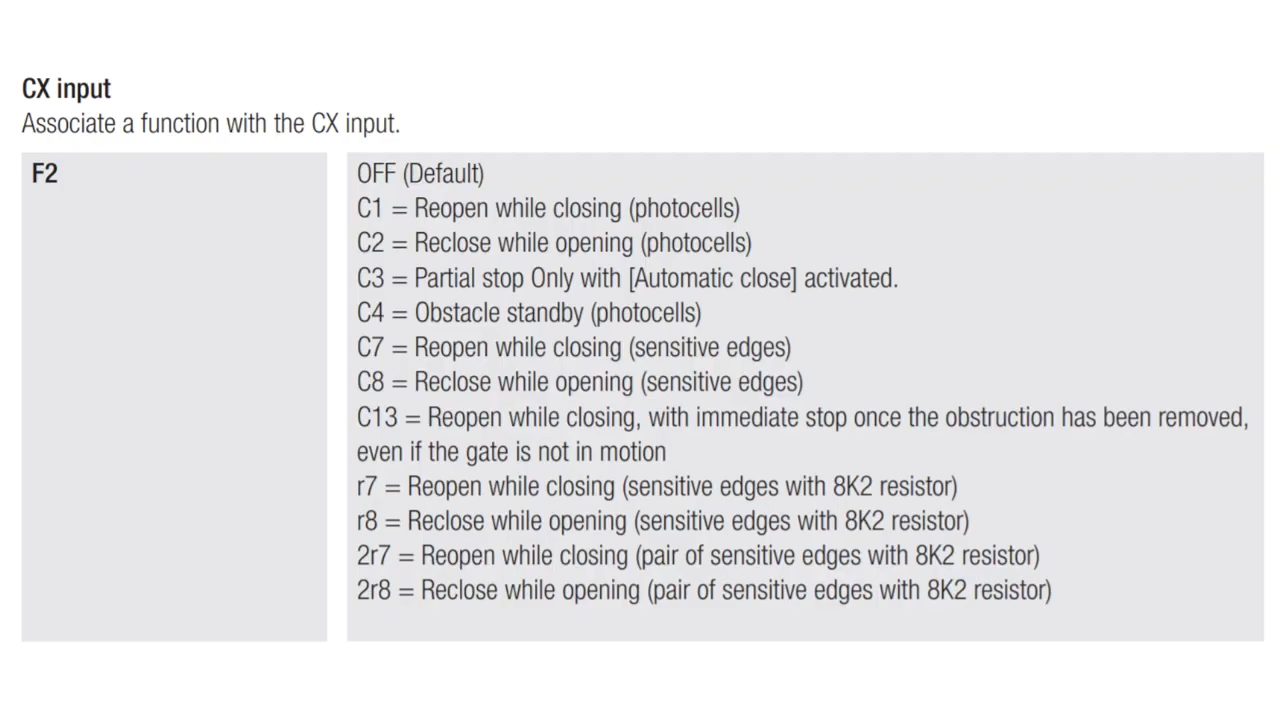 CX input
Associate a function with the CX input.
F2
OFF (Default)
C1 = Reopen while closing (photocells)
C2 = Reclose while opening (photocells)
C3 = Partial stop Only with [Automatic close] activated.
C4 = Obstacle standby (photocells)
C7 = Reopen while closing (sensitive edges)
C8 = Reclose while opening (sensitive edges)
C13 = Reopen while closing, with immediate stop once the obstruction has been removed,
even if the gate is not in motion
r7 = Reopen while closing (sensitive edges with 8K2 resistor)
r8 = Reclose while opening (sensitive edges with 8K2 resistor)
2r7 = Reopen while closing (pair of sensitive edges with 8K2 resistor)
2r8 = Reclose while opening (pair of sensitive edges with 8K2 resistor)